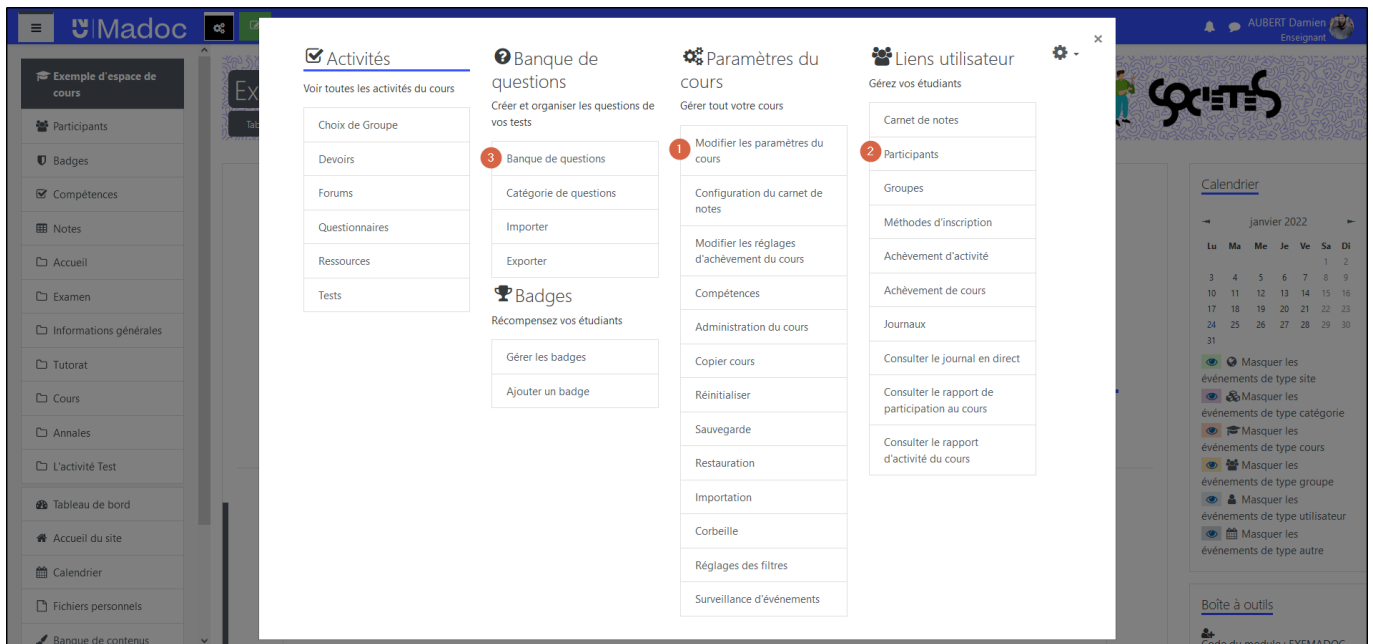 Madoc
AUBERT Damien
Enseignant
Exemple d'espace de
cours
Participants
Badges
Compétences
Notes
Accueil
Examen
Informations générales
Tutorat
Cours
Annales
L'activité Test
Tableau de bord
Accueil du site
Calendrier
Fichiers personnels
Banque de contenus
Ex
Tab
Activités
Voir toutes les activités du cours
Choix de Groupe
Devoirs
Forums
Questionnaires
Ressources
Tests
Banque de
questions
Créer et organiser les questions de
vos tests
3
Banque de questions
Catégorie de questions
Importer
Exporter
Badges
Récompensez vos étudiants
Gérer les badges
Ajouter un badge
Paramètres du
cours
Gérer tout votre cours
1
Modifier les paramètres du
cours
Configuration du carnet de
notes
Modifier les réglages
d'achèvement du cours
Compétences
Administration du cours
Copier cours
Réinitialiser
Sauvegarde
Restauration
Importation
Corbeille
Réglages des filtres
Surveillance d'événements
Liens utilisateur
Gérez vos étudiants
Carnet de notes
2
Participants
Groupes
Méthodes d'inscription
Achèvement d'activité
Achèvement de cours
Journaux
Consulter le journal en direct
Consulter le rapport de
participation au cours
Consulter le rapport
d'activité du cours
×
SOCIÉTÉS
Calendrier
janvier 2022
Lu Ma Me Je Ve Sa Di
1 2
3 4 5 6 7 8 9
10 11 12 13 14 15 16
17 18 19 20 21 22 23
24 25 26 27 28 29 30
31
Masquer les
événements de type site
Masquer les
événements de type catégorie
Masquer les
événements de type cours
Masquer les
événements de type groupe
Masquer les
événements de type utilisateur
Masquer les
événements de type autre
Boîte à outils
Code du module : EXEMADOC